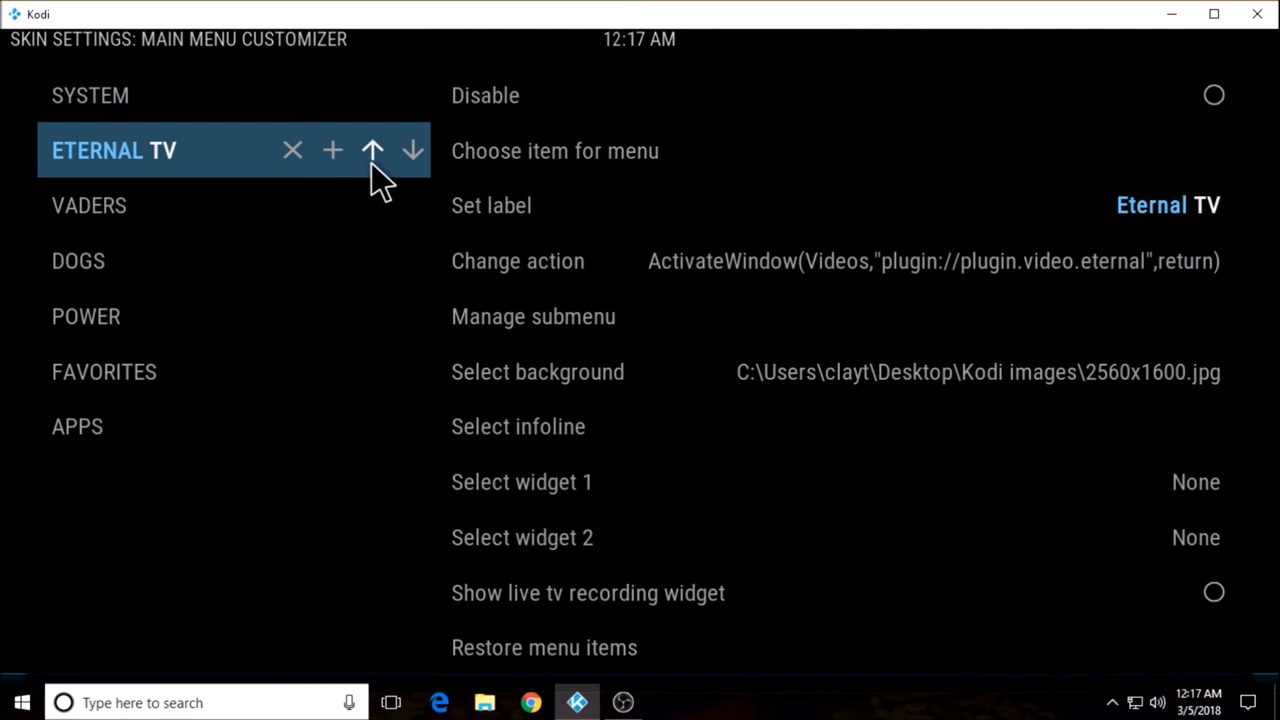 Kodi
SKIN SETTINGS: MAIN MENU CUSTOMIZER
12:17 AM
SYSTEM
ETERNAL TV
VADERS
DOGS
POWER
FAVORITES
APPS
Disable
Choose item for menu
Set label Eternal TV
Change action ActivateWindow(Videos,"plugin://plugin.video.eternal",return)
Manage submenu
Select background C:\Users\clayt\Desktop\Kodi images\2560x1600.jpg
Select infoline
Select widget 1 None
Select widget 2 None
Show live tv recording widget
Restore menu items
Type here to search
12:17 AM
3/5/2018